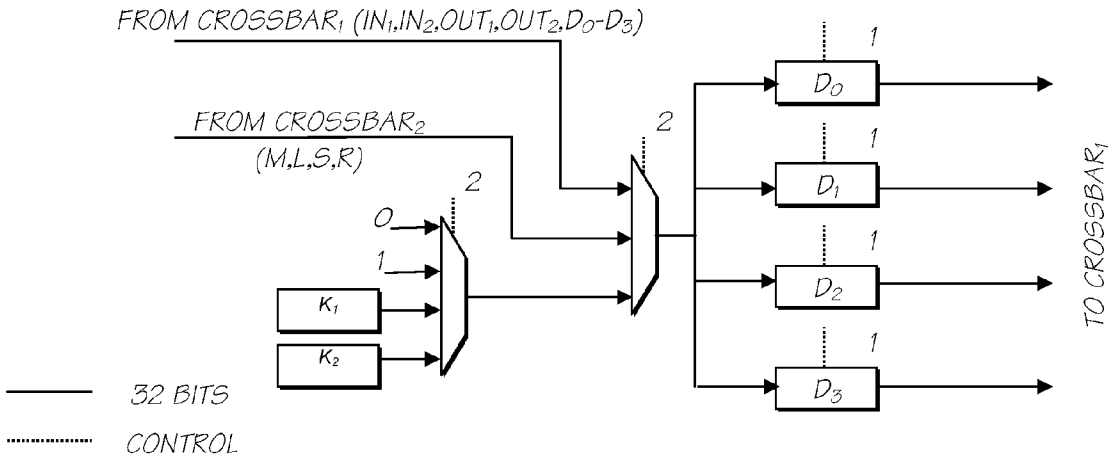 FROM CROSSBAR₁ (IN₁,IN₂,OUT₁,OUT₂,D₀-D₃)
1
D₀
FROM CROSSBAR₂
(M,L,S,R)
2
1
D₁
2
0
1
K₁
K₂
1
D₂
1
D₃
TO CROSSBAR₁
32 BITS
CONTROL